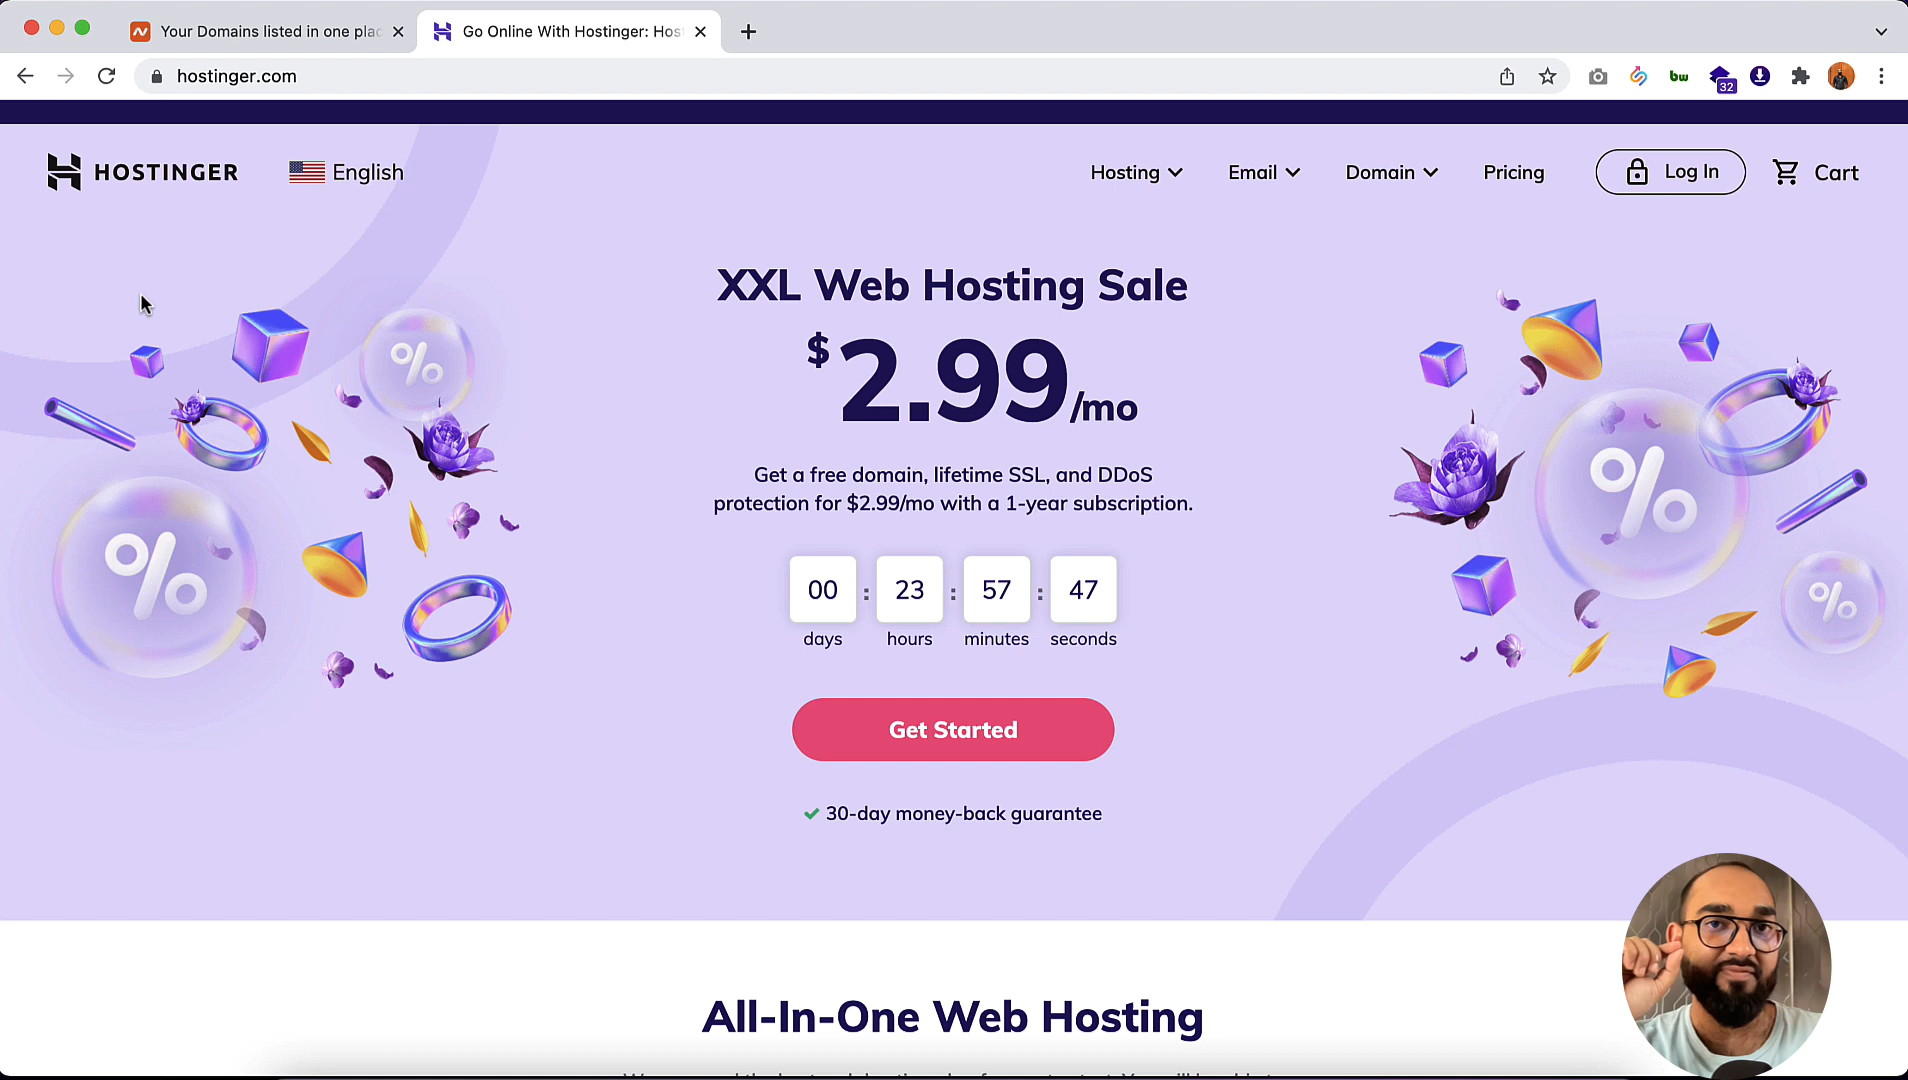 Your Domains listed in one plac
Go Online With Hostinger: Hos
hostinger.com
bw
32
HOSTINGER
English
Hosting
Email
Domain
Pricing
Log In
Cart
XXL Web Hosting Sale
$2.99/mo
Get a free domain, lifetime SSL, and DDoS
protection for $2.99/mo with a 1-year subscription.
%
%
%
%
00 : 23 : 57 : 47
days hours minutes seconds
Get Started
30-day money-back guarantee
All-In-One Web Hosting